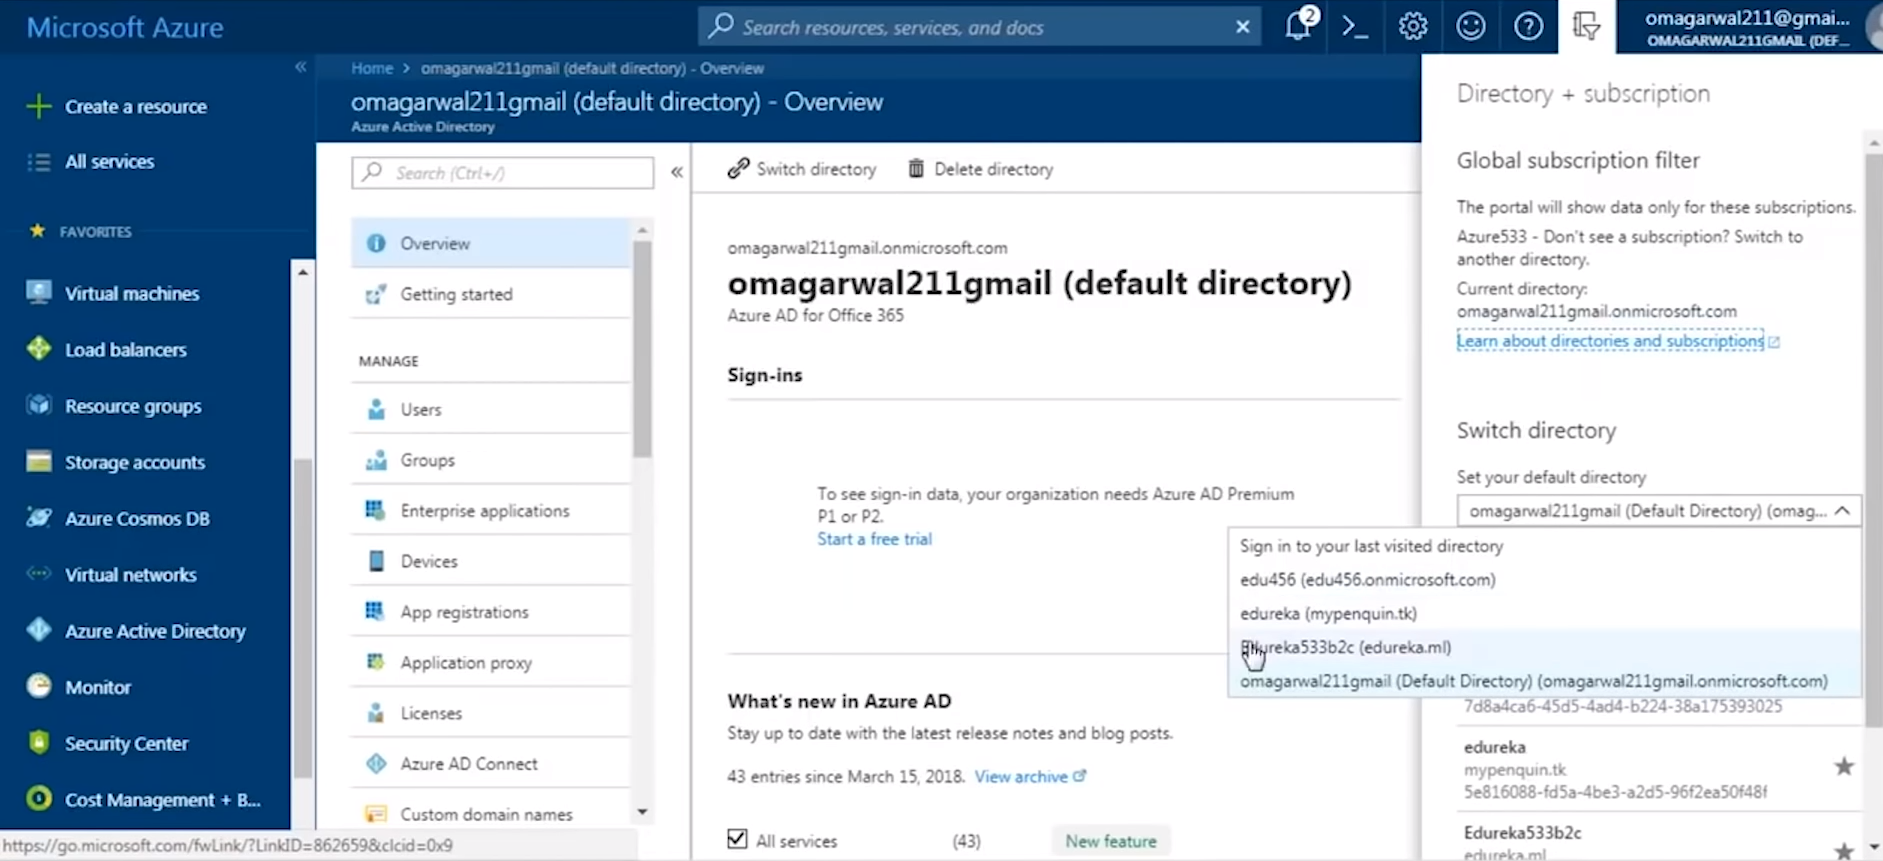 Microsoft Azure
Search resources, services, and docs
2
omagarwal211@gmai...
OMAGARWAL211GMAIL (DEF...
Create a resource
All services
FAVORITES
Virtual machines
Load balancers
Resource groups
Storage accounts
Azure Cosmos DB
Virtual networks
Azure Active Directory
Monitor
Security Center
Cost Management + B...
https://go.microsoft.com/fwLink/?LinkID=862659&clcid=0x9
Home > omagarwal211gmail (default directory) - Overview
omagarwal211gmail (default directory) - Overview
Azure Active Directory
Search (Ctrl+/)
Overview
Getting started
MANAGE
Users
Groups
Enterprise applications
Devices
App registrations
Application proxy
Licenses
Azure AD Connect
Custom domain names
Switch directory
Delete directory
omagarwal211gmail.onmicrosoft.com
omagarwal211gmail (default directory)
Azure AD for Office 365
Sign-ins
To see sign-in data, your organization needs Azure AD Premium
P1 or P2.
Start a free trial
What's new in Azure AD
Stay up to date with the latest release notes and blog posts.
43 entries since March 15, 2018. View archive
All services (43) New feature
Directory + subscription
Global subscription filter
The portal will show data only for these subscriptions.
Azure533 - Don't see a subscription? Switch to
another directory.
Current directory:
omagarwal211gmail.onmicrosoft.com
Learn about directories and subscriptions
Switch directory
Set your default directory
omagarwal211gmail (Default Directory) (omag...
Sign in to your last visited directory
edu456 (edu456.onmicrosoft.com)
edureka (mypenquin.tk)
Edureka533b2c (edureka.ml)
omagarwal211gmail (Default Directory) (omagarwal211gmail.onmicrosoft.com)
7d8a4ca6-45d5-4ad4-b224-38a175393025
edureka
mypenquin.tk
5e816088-fd5a-4be3-a2d5-96f2ea50f48f
Edureka533b2c
edureka.ml